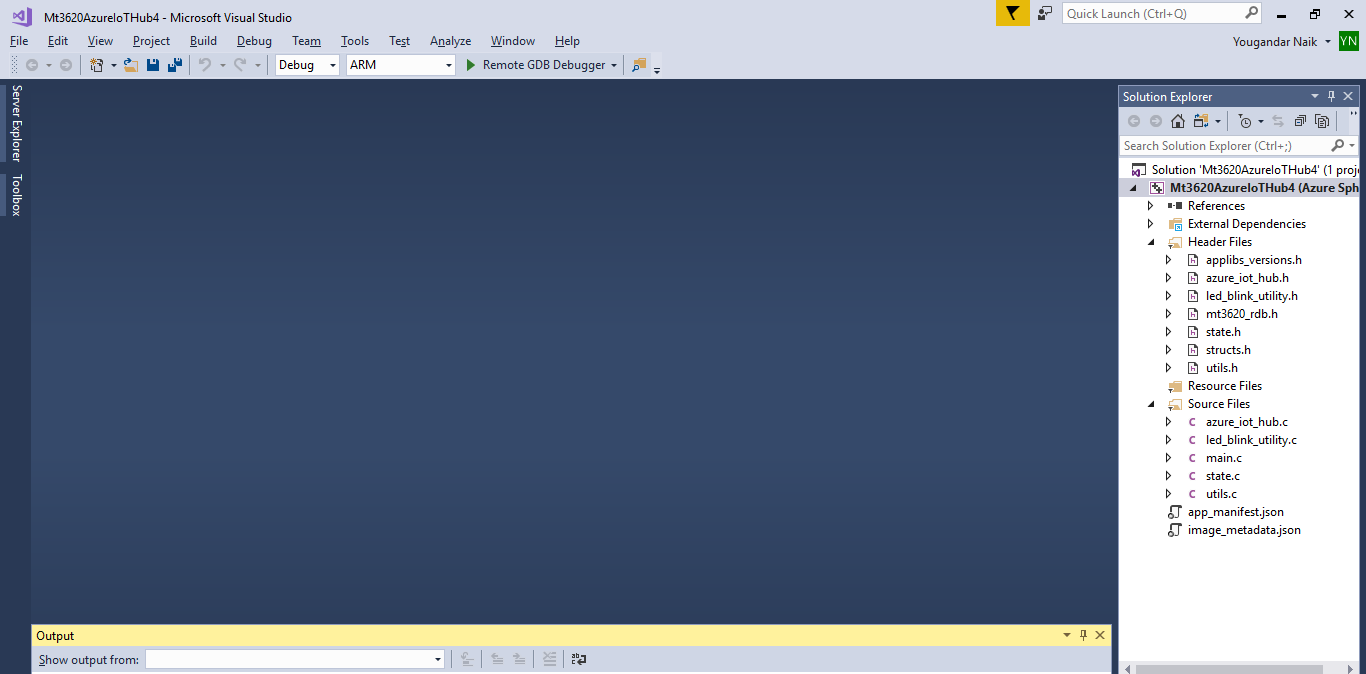 Mt3620AzureIoTHub4 - Microsoft Visual Studio
Quick Launch (Ctrl+Q)
File Edit View Project Build Debug Team Tools Test Analyze Window Help
Yougandar Naik YN
Debug ARM Remote GDB Debugger
Server Explorer
Toolbox
Solution Explorer
Search Solution Explorer (Ctrl+;)
Solution 'Mt3620AzureIoTHub4' (1 proj
Mt3620AzureIoTHub4 (Azure Sph
References
External Dependencies
Header Files
applibs_versions.h
azure_iot_hub.h
led_blink_utility.h
mt3620_rdb.h
state.h
structs.h
utils.h
Resource Files
Source Files
azure_iot_hub.c
led_blink_utility.c
main.c
state.c
utils.c
app_manifest.json
image_metadata.json
Output
Show output from: